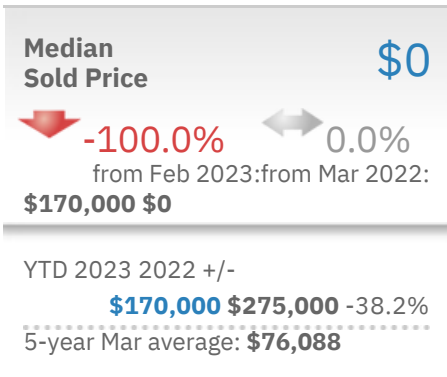 Median
Sold Price
$0
-100.0%
0.0%
from Feb 2023:from Mar 2022:
$170,000 $0
YTD 2023 2022 +/-
$170,000 $275,000 -38.2%
5-year Mar average: $76,088